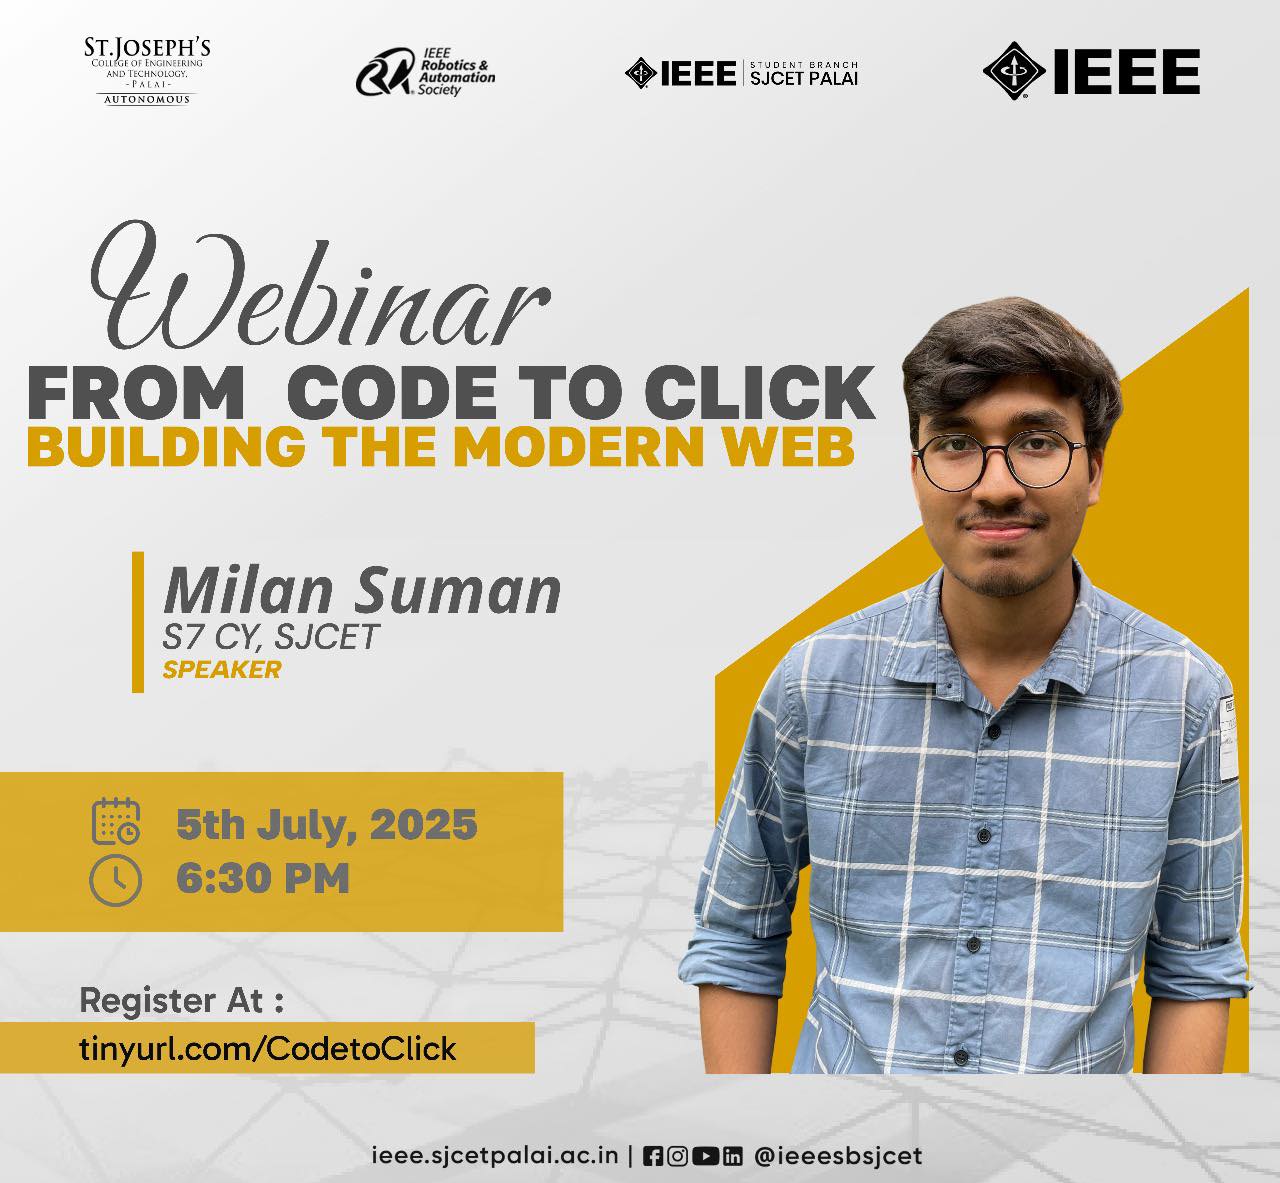 ST.JOSEPH'S
COLLEGE OF ENGINEERING
AND TECHNOLOGY,
- PALAI -
AUTONOMOUS
IEEE
Robotics &
Automation
Society
IEEE
STUDENT BRANCH
SJCET PALAI
IEEE
Webinar
FROM CODE TO CLICK
BUILDING THE MODERN WEB
Milan Suman
S7 CY, SJCET
SPEAKER
5th July, 2025
6:30 PM
Register At :
tinyurl.com/CodetoClick
ieee.sjcetpalai.ac.in | @ieeesbsjcet